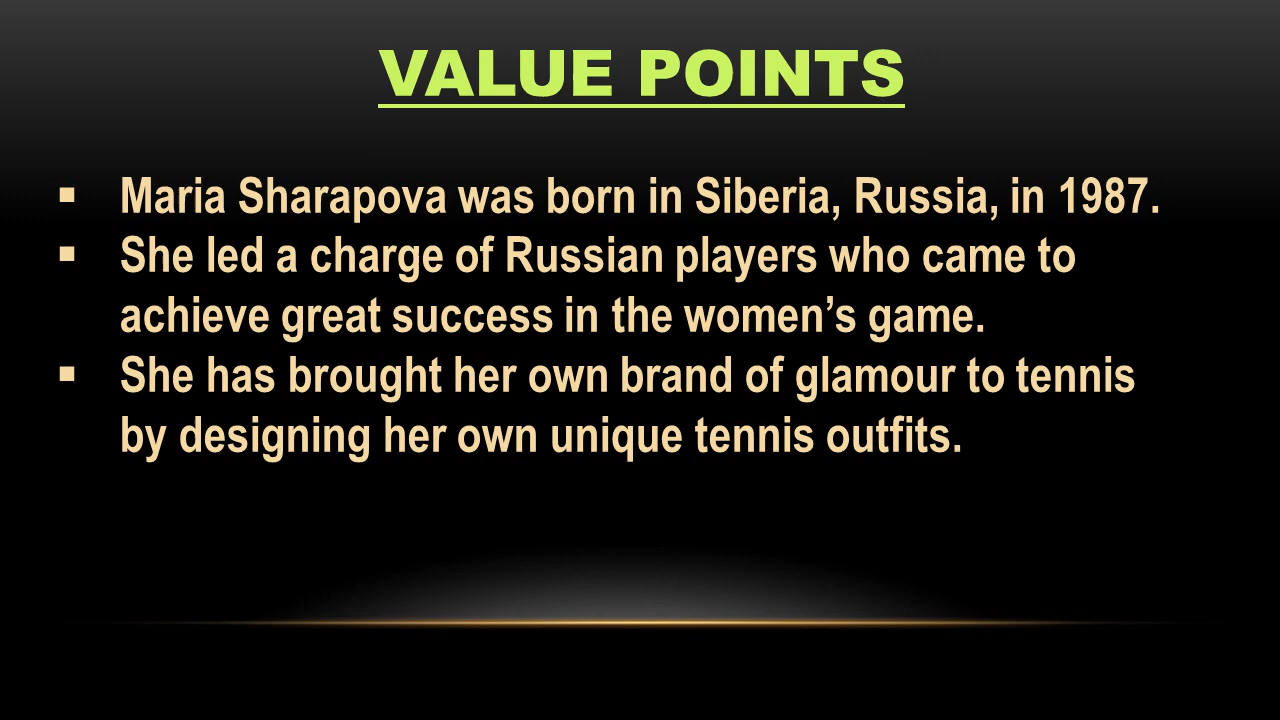 VALUE POINTS
▪ Maria Sharapova was born in Siberia, Russia, in 1987.
▪ She led a charge of Russian players who came to
achieve great success in the women’s game.
▪ She has brought her own brand of glamour to tennis
by designing her own unique tennis outfits.